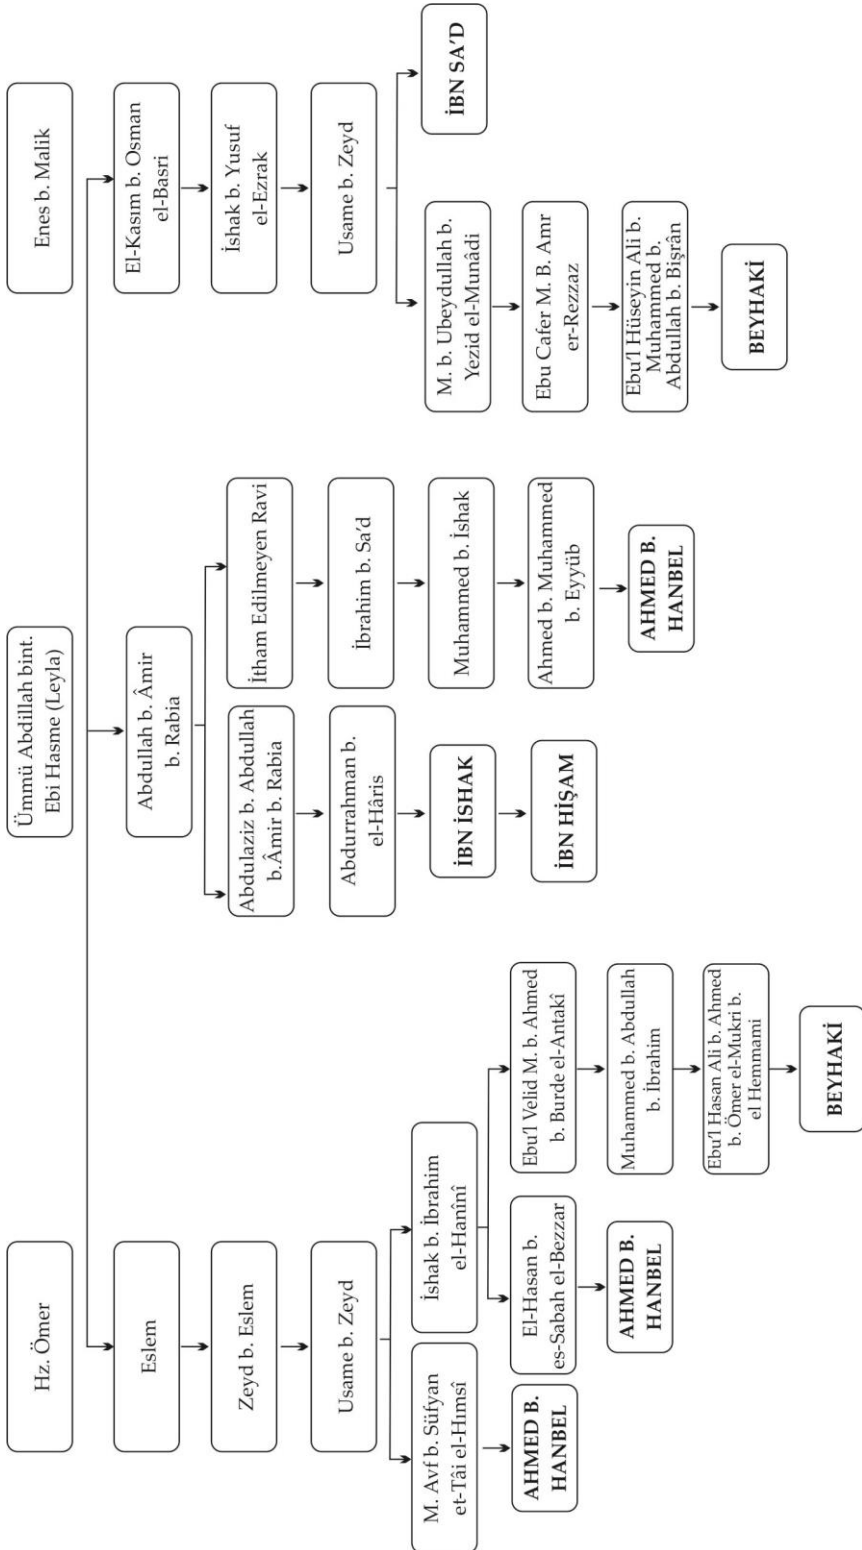 Hz. Ömer
Eslem
Zeyd b. Eslem
Usame b. Zeyd
M. Avf b. Süfyan
et-Tâi el-Hımsî
AHMED B.
HANBEL
İshak b. İbrahim
el-Hanînî
El-Hasan b.
es-Sabah el-Bezzar
AHMED B.
HANBEL
Ebu'l Velid M. b. Ahmed
b. Burde el-Antakî
Muhammed b. Abdullah
b. İbrahim
Ebu'l Hasan Ali b. Ahmed
b. Ömer el-Mukri b.
el Hemmami
BEYHAKİ
Ümmü Abdillah bint.
Ebi Hasme (Leyla)
Abdullah b. Âmir
b. Rabia
Abdulaziz b. Abdullah
b.Âmir b. Rabia
Abdurrahman b.
el-Hâris
İBN İSHAK
İBN HİŞAM
İtham Edilmeyen Ravi
İbrahim b. Sa'd
Muhammed b. İshak
Ahmed b. Muhammed
b. Eyyüb
AHMED B.
HANBEL
Enes b. Malik
El-Kasım b. Osman
el-Basri
İshak b. Yusuf
el-Ezrak
Usame b. Zeyd
M. b. Ubeydullah b.
Yezid el-Munâdi
Ebu Cafer M. B. Amr
er-Rezzaz
Ebu'l Hüseyin Ali b.
Muhammed b.
Abdullah b. Bişrân
BEYHAKİ
İBN SA'D